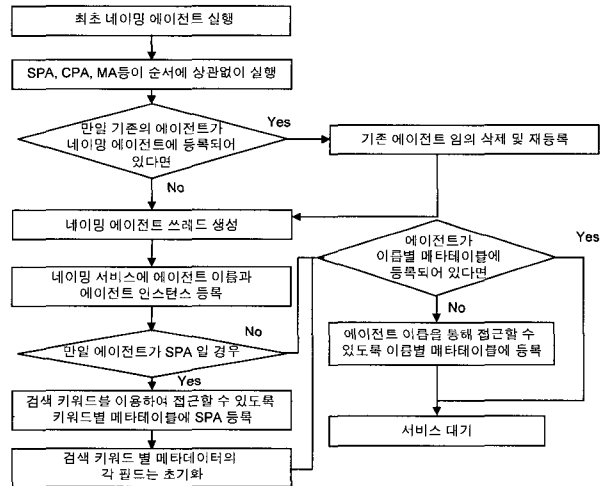 최초 네이밍 에이전트 실행
SPA, CPA, MA등이 순서에 상관없이 실행
만일 기존의 에이전트가
네이밍 에이전트에 등록되어
있다면
Yes
기존 에이전트 임의 삭제 및 재등록
No
네이밍 에이전트 쓰레드 생성
네이밍 서비스에 에이전트 이름과
에이전트 인스턴스 등록
만일 에이전트가 SPA 일 경우
No
Yes
검색 키워드를 이용하여 접근할 수 있도록
키워드별 메타테이블에 SPA 등록
검색 키워드 별 메타데이터의
각 필드는 초기화
에이전트가
이름별 메타테이블에
등록되어 있다면
Yes
No
에이전트 이름을 통해 접근할 수
있도록 이름별 메타테이블에 등록
서비스 대기